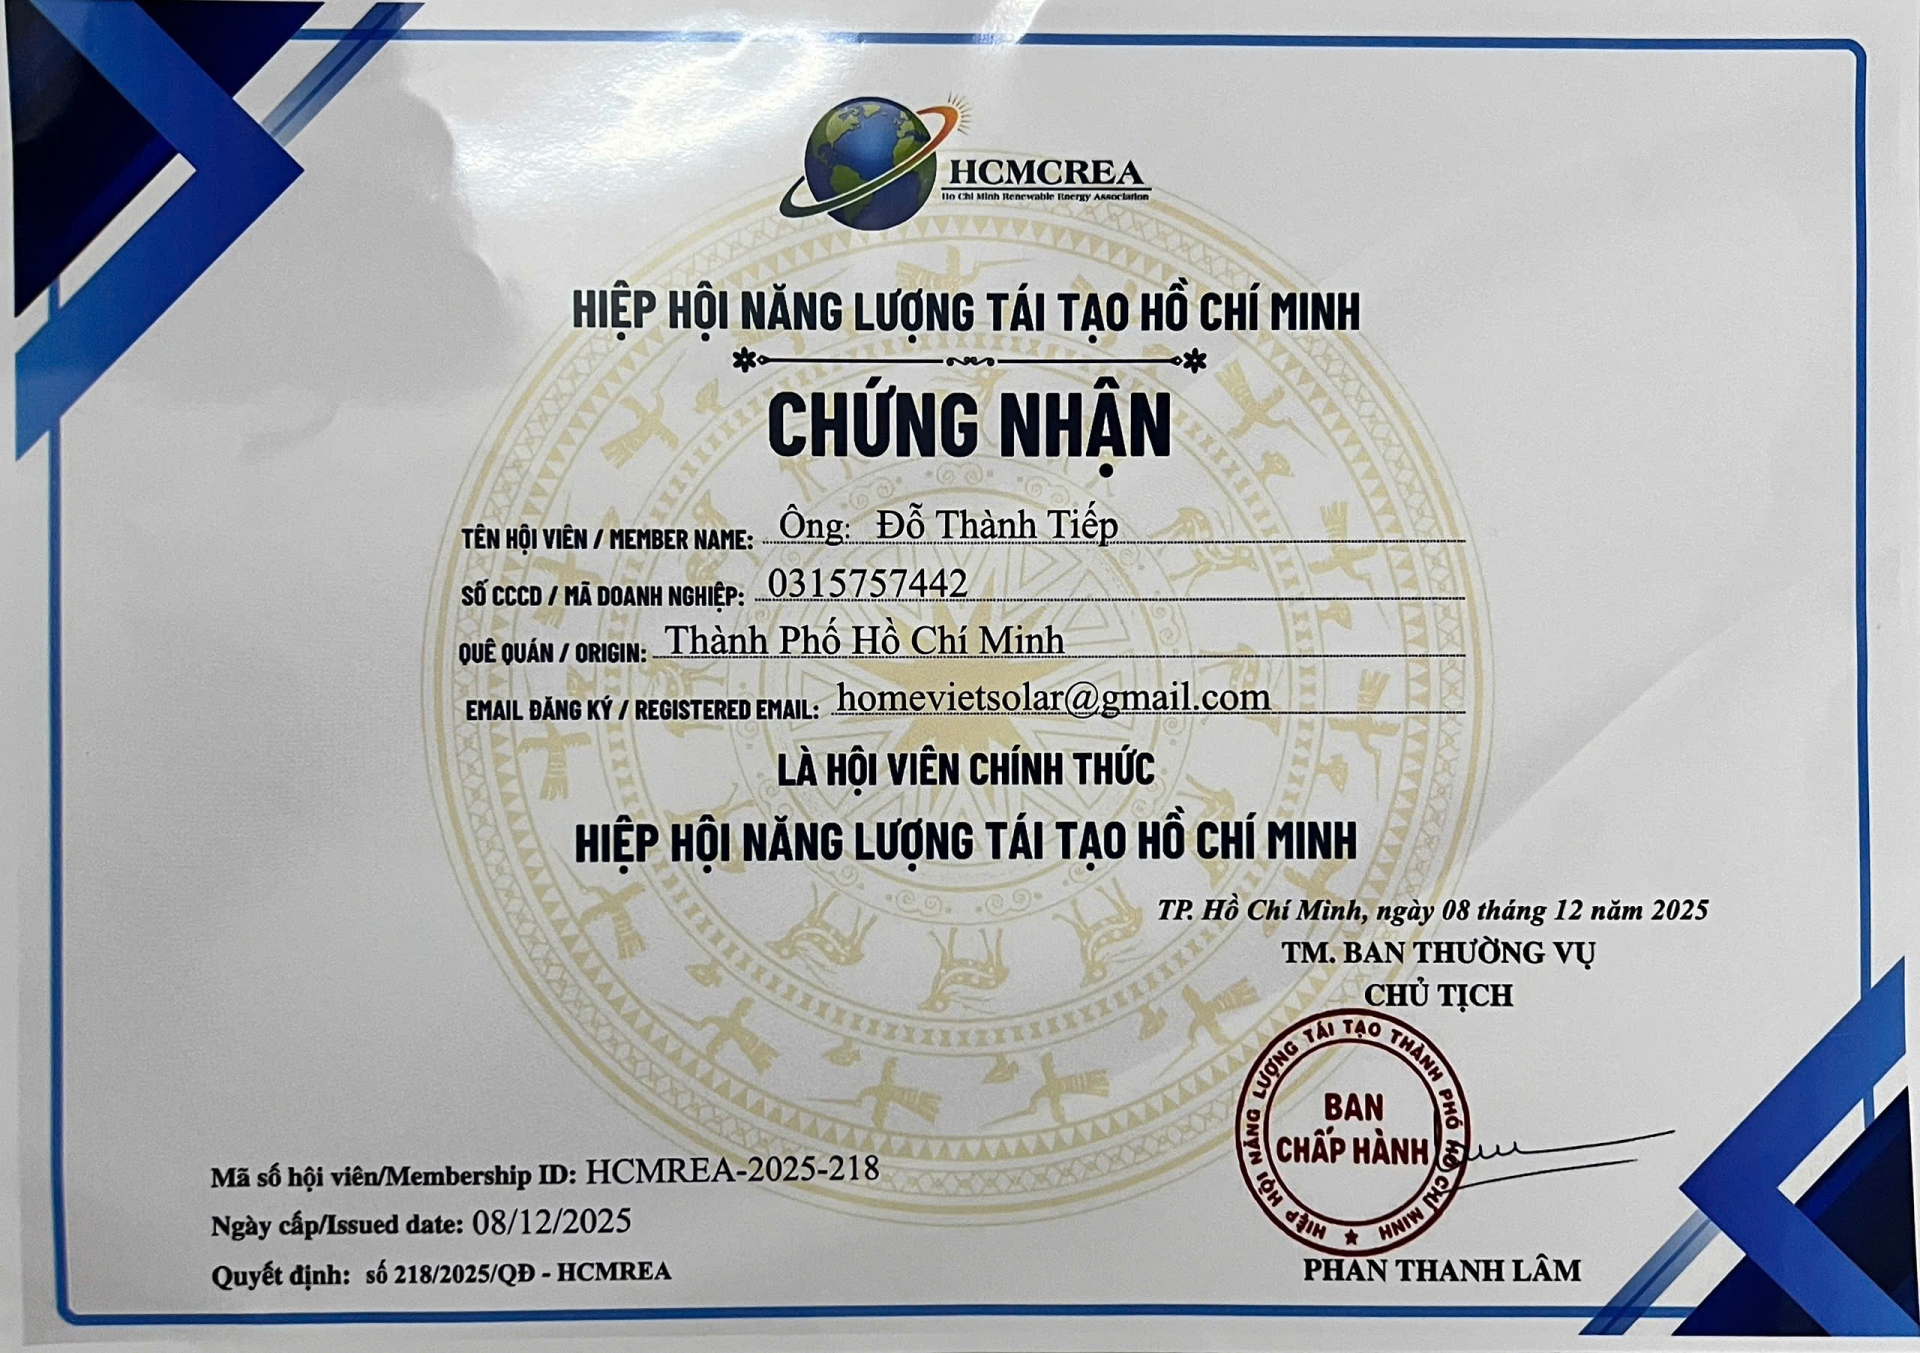 HCMCREA
Ho Chi Minh Renewable Energy Association
HIỆP HỘI NĂNG LƯỢNG TÁI TẠO HỒ CHÍ MINH
CHỨNG NHẬN
TÊN HỘI VIÊN / MEMBER NAME: Ông: Đỗ Thành Tiếp
SỐ CCCD / MÃ DOANH NGHIỆP: 0315757442
QUÊ QUÁN / ORIGIN: Thành Phố Hồ Chí Minh
EMAIL ĐĂNG KÝ / REGISTERED EMAIL: homevietsolar@gmail.com
LÀ HỘI VIÊN CHÍNH THỨC
HIỆP HỘI NĂNG LƯỢNG TÁI TẠO HỒ CHÍ MINH
TP. Hồ Chí Minh, ngày 08 tháng 12 năm 2025
TM. BAN THƯỜNG VỤ
CHỦ TỊCH
HIỆP HỘI NĂNG LƯỢNG TÁI TẠO THÀNH PHỐ HỒ CHÍ MINH
BAN
CHẤP HÀNH
PHAN THANH LÂM
Mã số hội viên/Membership ID: HCMREA-2025-218
Ngày cấp/Issued date: 08/12/2025
Quyết định: số 218/2025/QĐ - HCMREA